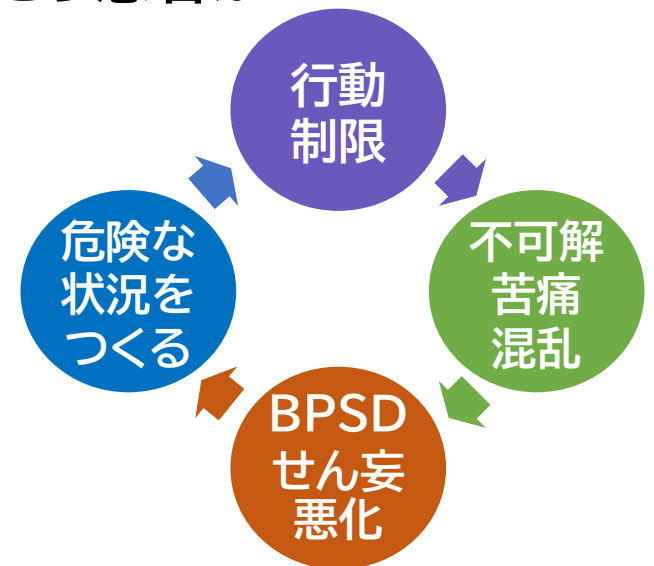 行動
制限
不可解
苦痛
混乱
BPSD
せん妄
悪化
危険な
状況を
つくる